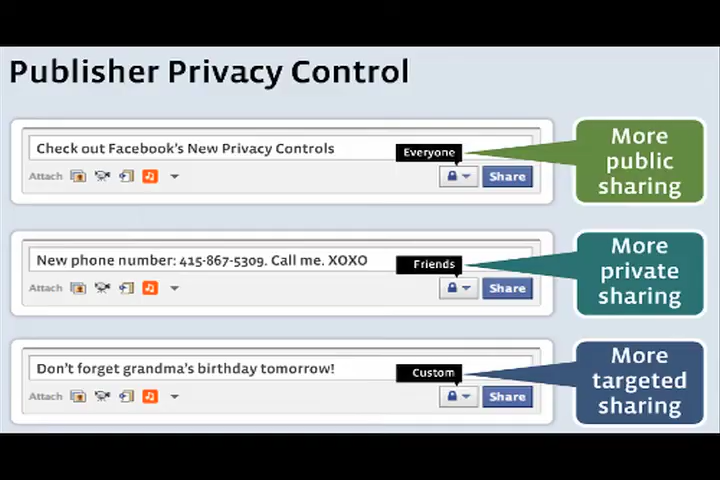 Publisher Privacy Control
Check out Facebook's New Privacy Controls
Everyone
Attach
Share
More
public
sharing
New phone number: 415-867-5309. Call me. XOXO
Friends
Attach
Share
More
private
sharing
Don't forget grandma's birthday tomorrow!
Custom
Attach
Share
More
targeted
sharing